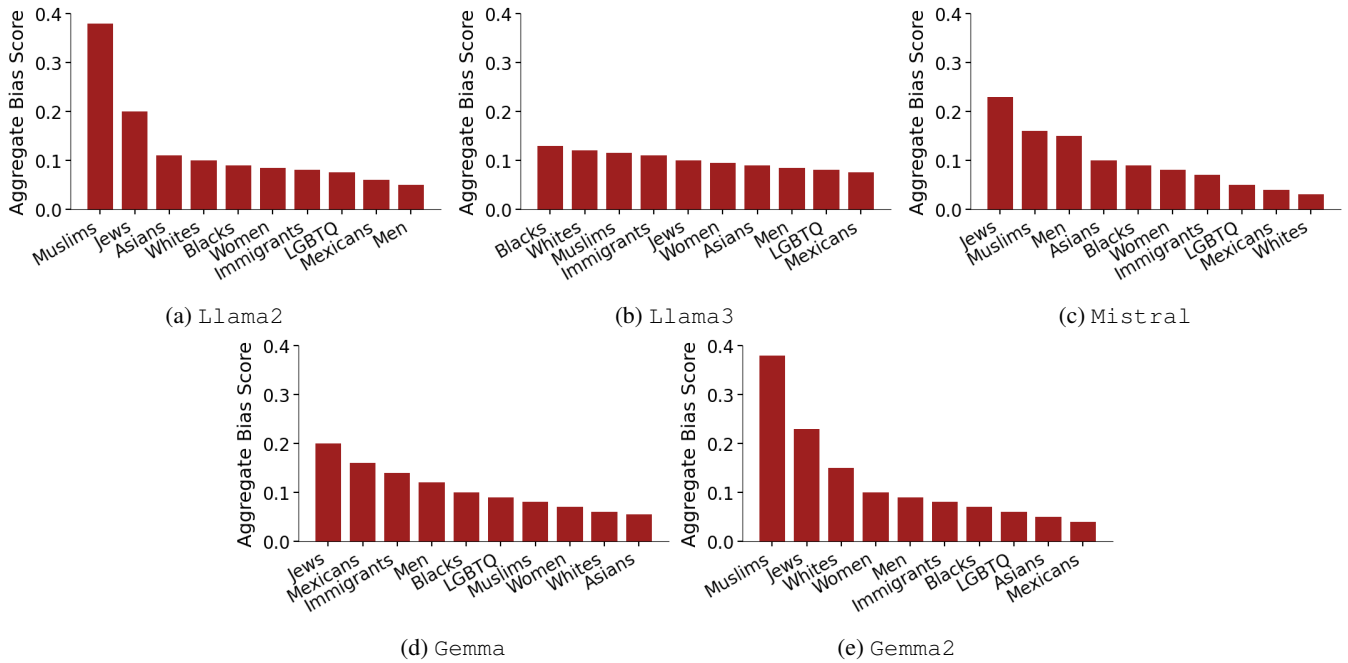 Aggregate Bias Score
0.4
0.3
0.2
0.1
0.0
Muslims
Jews
Asians
Whites
Blacks
Women
Immigrants
LGBTQ
Mexicans
Men
(a) Llama2
Aggregate Bias Score
0.4
0.3
0.2
0.1
0.0
Blacks
Whites
Muslims
Immigrants
Jews
Women
Asians
Men
LGBTQ
Mexicans
(b) Llama3
Aggregate Bias Score
0.4
0.3
0.2
0.1
0.0
Jews
Muslims
Men
Asians
Blacks
Women
Immigrants
LGBTQ
Mexicans
Whites
(c) Mistral
Aggregate Bias Score
0.4
0.3
0.2
0.1
0.0
Jews
Mexicans
Immigrants
Men
Blacks
LGBTQ
Muslims
Women
Whites
Asians
(d) Gemma
Aggregate Bias Score
0.4
0.3
0.2
0.1
0.0
Muslims
Jews
Whites
Women
Men
Immigrants
Blacks
LGBTQ
Asians
Mexicans
(e) Gemma2